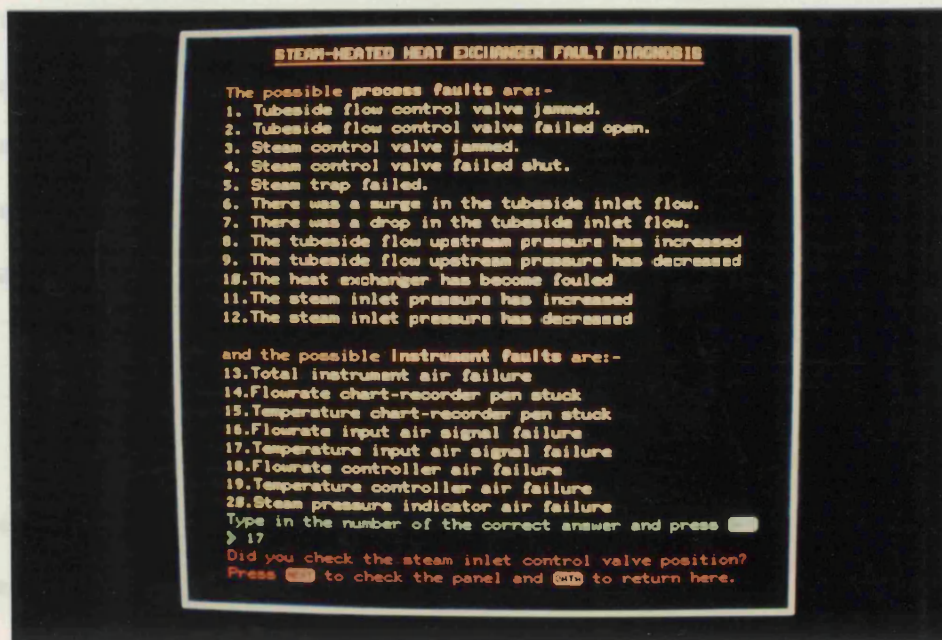 STEAM-HEATED HEAT EXCHANGER FAULT DIAGNOSIS
The possible process faults are:-
1. Tubeside flow control valve jammed.
2. Tubeside flow control valve failed open.
3. Steam control valve jammed.
4. Steam control valve failed shut.
5. Steam trap failed.
6. There was a surge in the tubeside inlet flow.
7. There was a drop in the tubeside inlet flow.
8. The tubeside flow upstream pressure has increased
9. The tubeside flow upstream pressure has decreased
10.The heat exchanger has become fouled
11.The steam inlet pressure has increased
12.The steam inlet pressure has decreased
and the possible instrument faults are:-
13.Total instrument air failure
14.Flowrate chart-recorder pen stuck
15.Temperature chart-recorder pen stuck
16.Flowrate input air signal failure
17.Temperature input air signal failure
18.Flowrate controller air failure
19.Temperature controller air failure
20.Steam pressure indicator air failure
Type in the number of the correct answer and press
> 17
Did you check the steam inlet control valve position?
Press NEXT to check the panel and DATA to return here.